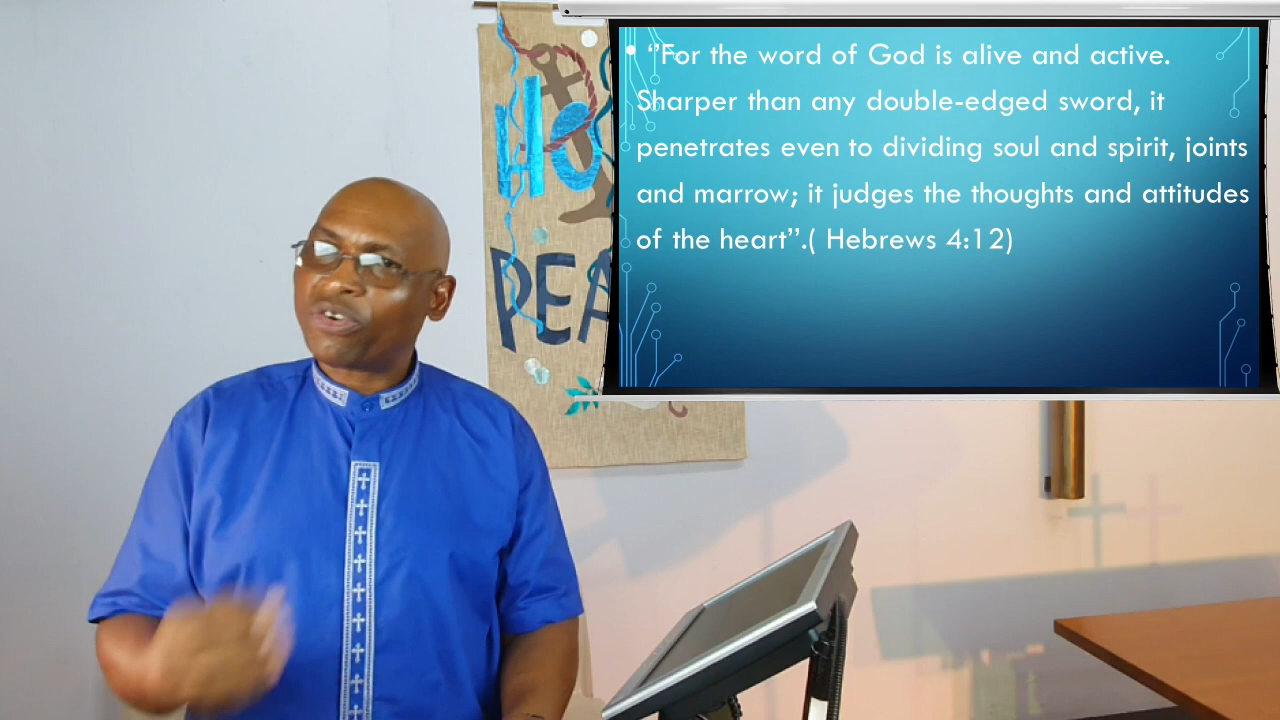 • “For the word of God is alive and active.
Sharper than any double-edged sword, it
penetrates even to dividing soul and spirit, joints
and marrow; it judges the thoughts and attitudes
of the heart”.( Hebrews 4:12)
HO
PEA